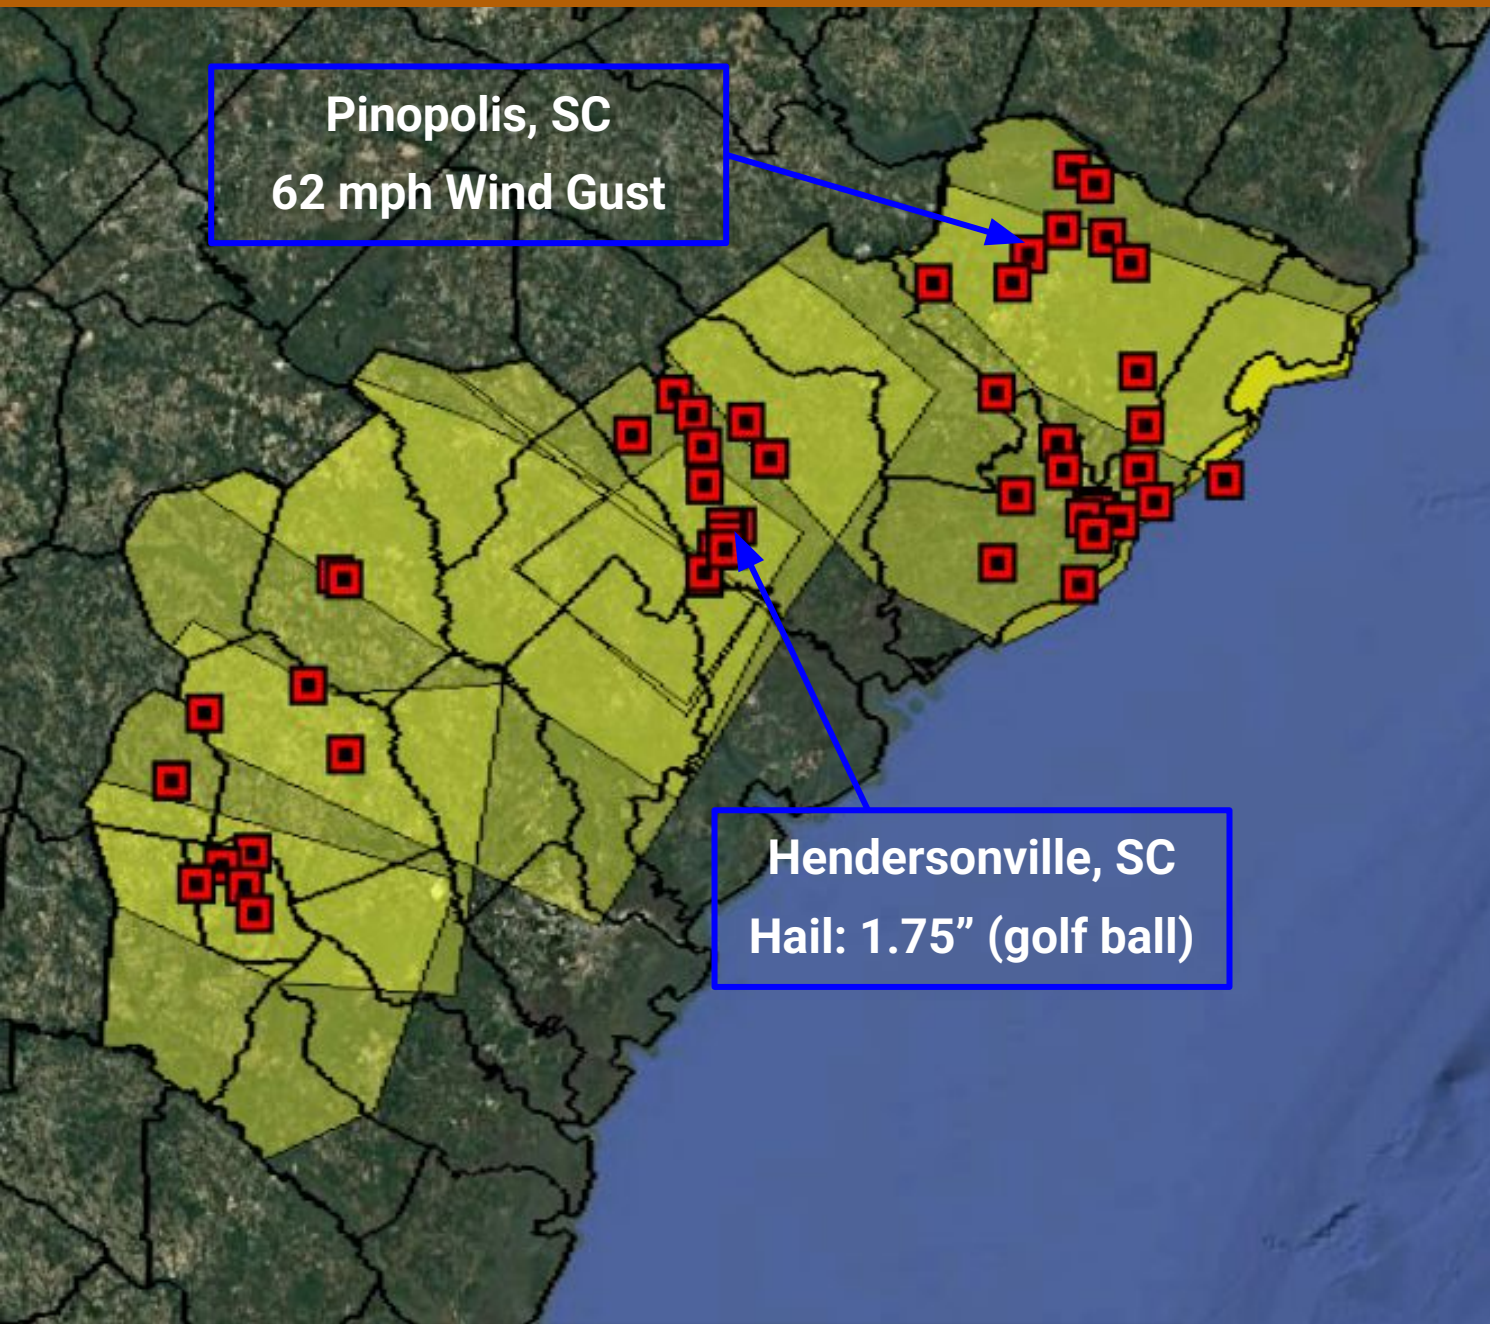 Pinopolis, SC
62 mph Wind Gust
Hendersonville, SC
Hail: 1.75” (golf ball)